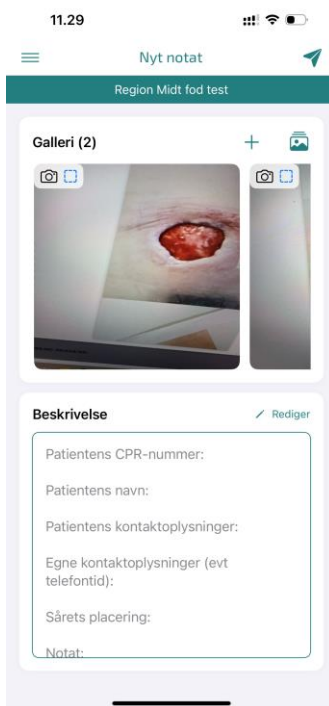 11.29
Nyt notat
Region Midt fod test
Galleri (2)
Beskrivelse
Rediger
Patientens CPR-nummer:
Patientens navn:
Patientens kontaktoplysninger:
Egne kontaktoplysninger (evt
telefontid):
Sårets placering:
Notat: